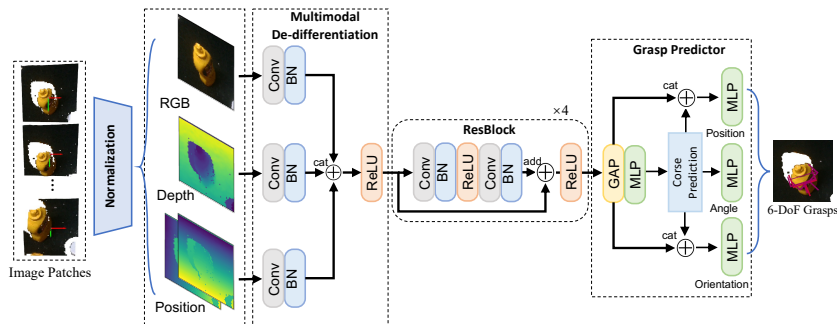 Multimodal
De-differentiation
Grasp Predictor
Image Patches
Normalization
RGB
Depth
Position
Conv
BN
Conv
BN
Conv
BN
cat
ReLU
×4
ResBlock
Conv
BN
ReLU
Conv
BN
add
ReLU
GAP
MLP
Corse
Prediction
cat
cat
MLP
Position
MLP
Angle
MLP
Orientation
6-DoF Grasps